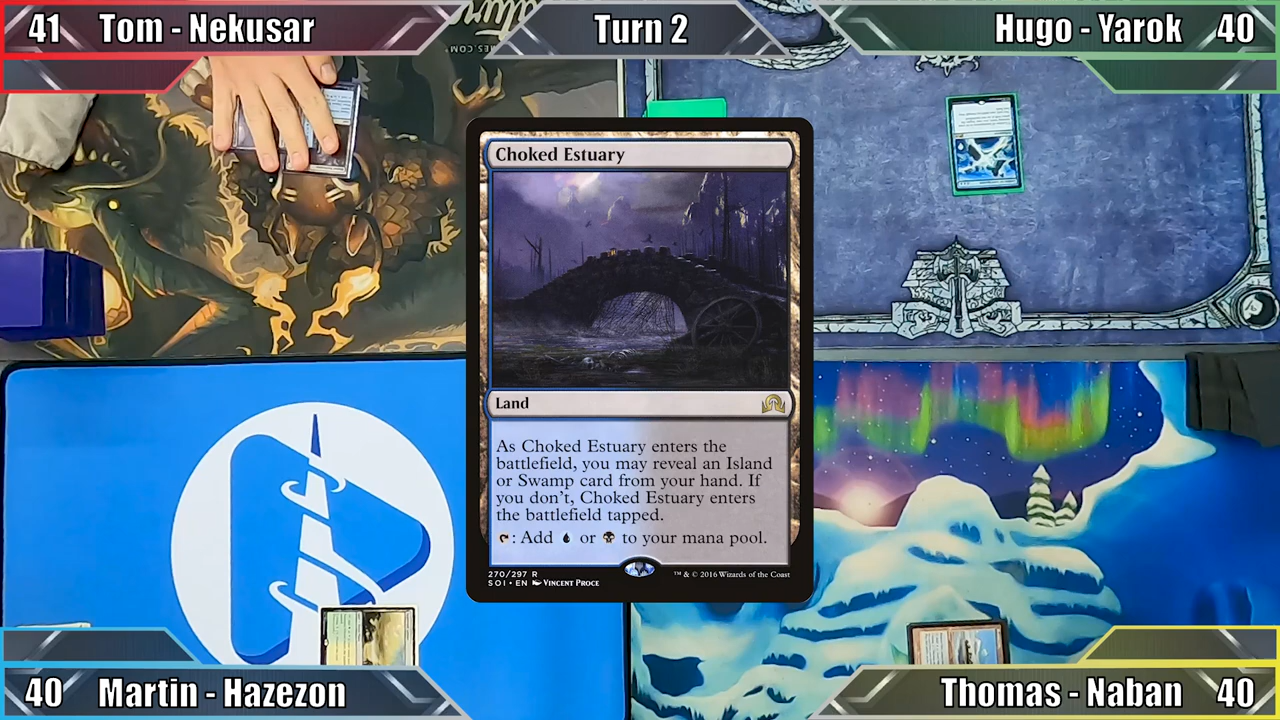 41 Tom - Nekusar
Turn 2
Hugo - Yarok 40
Choked Estuary
Land
As Choked Estuary enters the
battlefield, you may reveal an Island
or Swamp card from your hand. If
you don't, Choked Estuary enters
the battlefield tapped.
: Add or to your mana pool.
270/297 R
SOI • EN VINCENT PROCE
™ & © 2016 Wizards of the Coast
40 Martin - Hazezon
Thomas - Naban 40